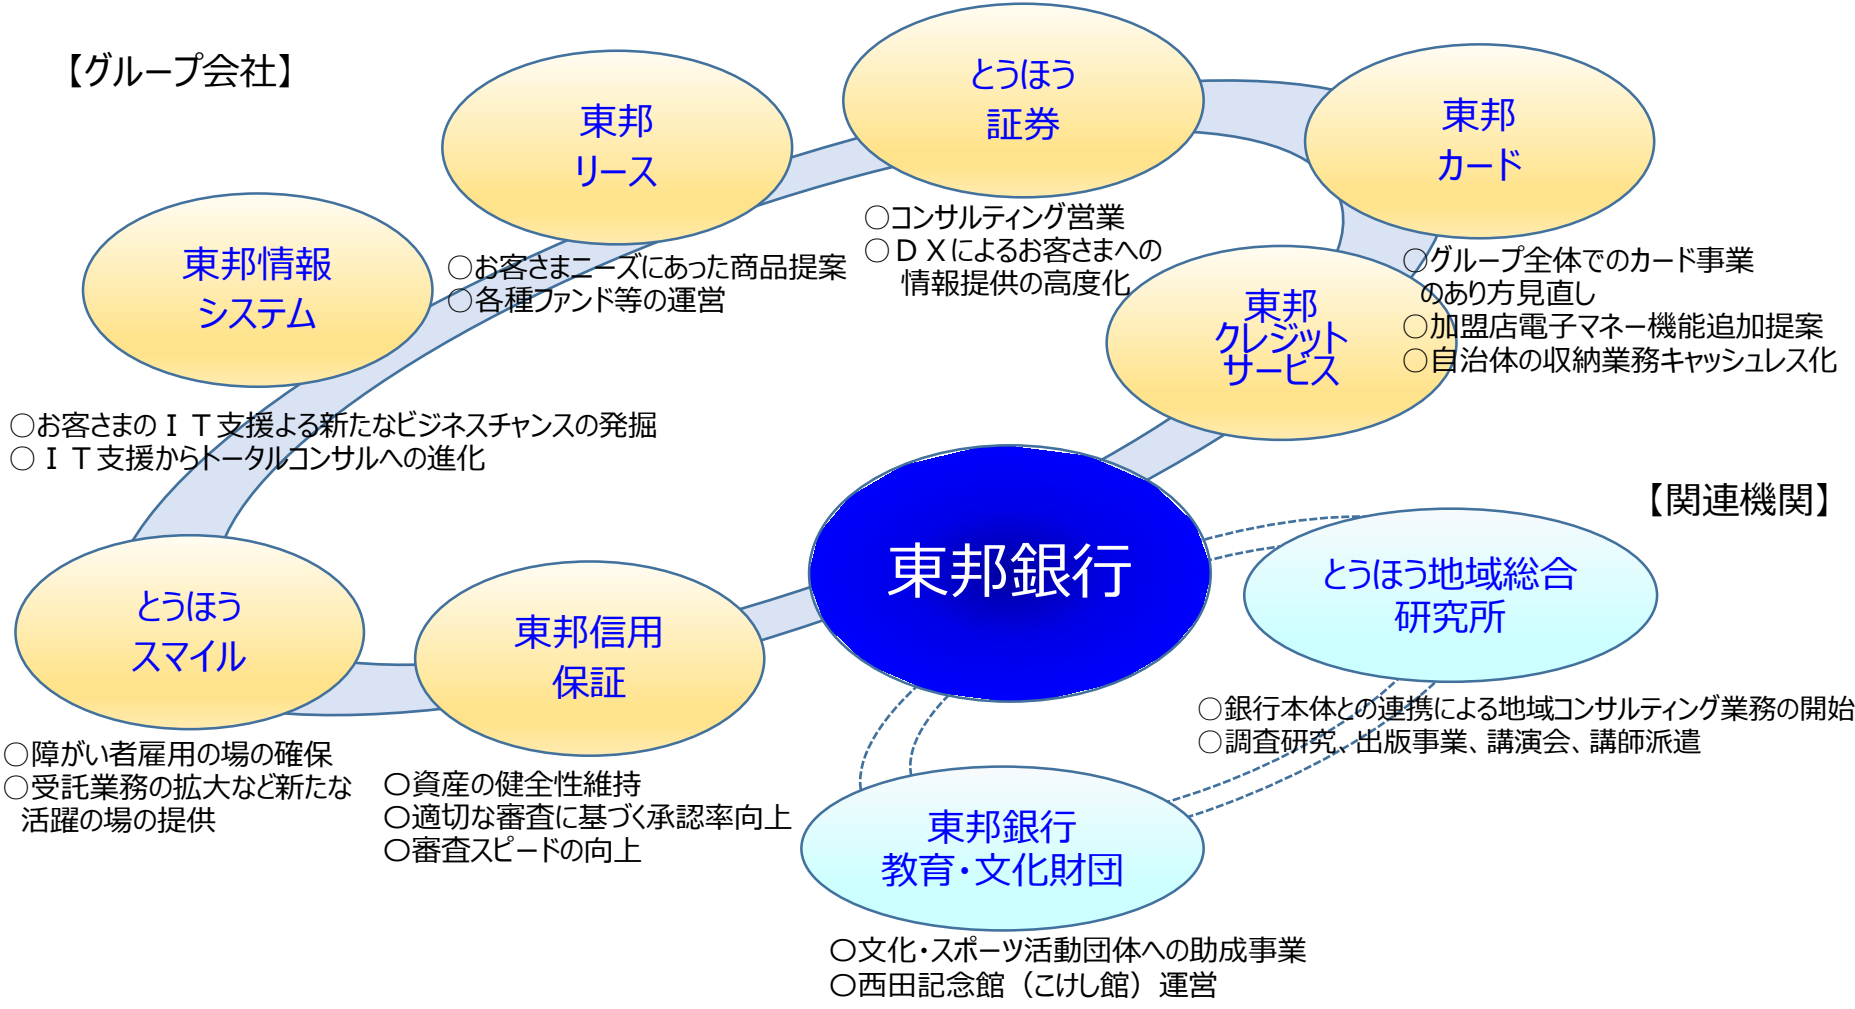 【グループ会社】
東邦
リース
とうほう
証券
東邦
カード
東邦情報
システム
○お客さまニーズにあった商品提案
○各種ファンド等の運営
○コンサルティング営業
○ＤＸによるお客さまへの
情報提供の高度化
○グループ全体でのカード事業
のあり方見直し
○加盟店電子マネー機能追加提案
○自治体の収納業務キャッシュレス化
東邦
クレジット
サービス
○お客さまのＩＴ支援よる新たなビジネスチャンスの発掘
○ＩＴ支援からトータルコンサルへの進化
【関連機関】
東邦銀行
とうほう地域総合
研究所
とうほう
スマイル
東邦信用
保証
○銀行本体との連携による地域コンサルティング業務の開始
○調査研究、出版事業、講演会、講師派遣
○障がい者雇用の場の確保
○受託業務の拡大など新たな
活躍の場の提供
〇資産の健全性維持
〇適切な審査に基づく承認率向上
〇審査スピードの向上
東邦銀行
教育・文化財団
〇文化・スポーツ活動団体への助成事業
〇西田記念館（こけし館）運営